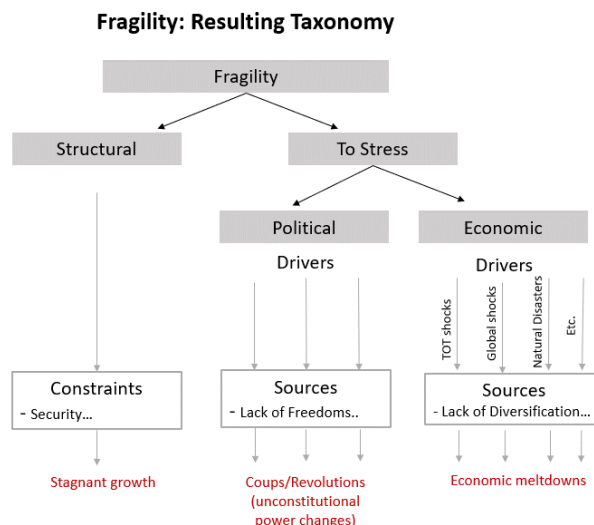 Fragility: Resulting Taxonomy
Fragility
Structural
To Stress
Political
Economic
Drivers
Drivers
TOT shocks
Global shocks
Natural Disasters
Etc.
Constraints
- Security…
Sources
- Lack of Freedoms..
Sources
- Lack of Diversification…
Stagnant growth
Coups/Revolutions
(unconstitutional
power changes)
Economic meltdowns